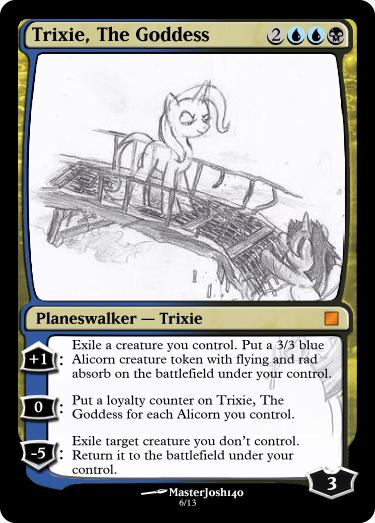 Trixie, The Goddess 2
Planeswalker — Trixie
+1: Exile a creature you control. Put a 3/3 blue
Alicorn creature token with flying and rad
absorb on the battlefield under your control.
0: Put a loyalty counter on Trixie, The
Goddess for each Alicorn you control.
-5: Exile target creature you don't control.
Return it to the battlefield under your
control.
3
MasterJosh140
6/13